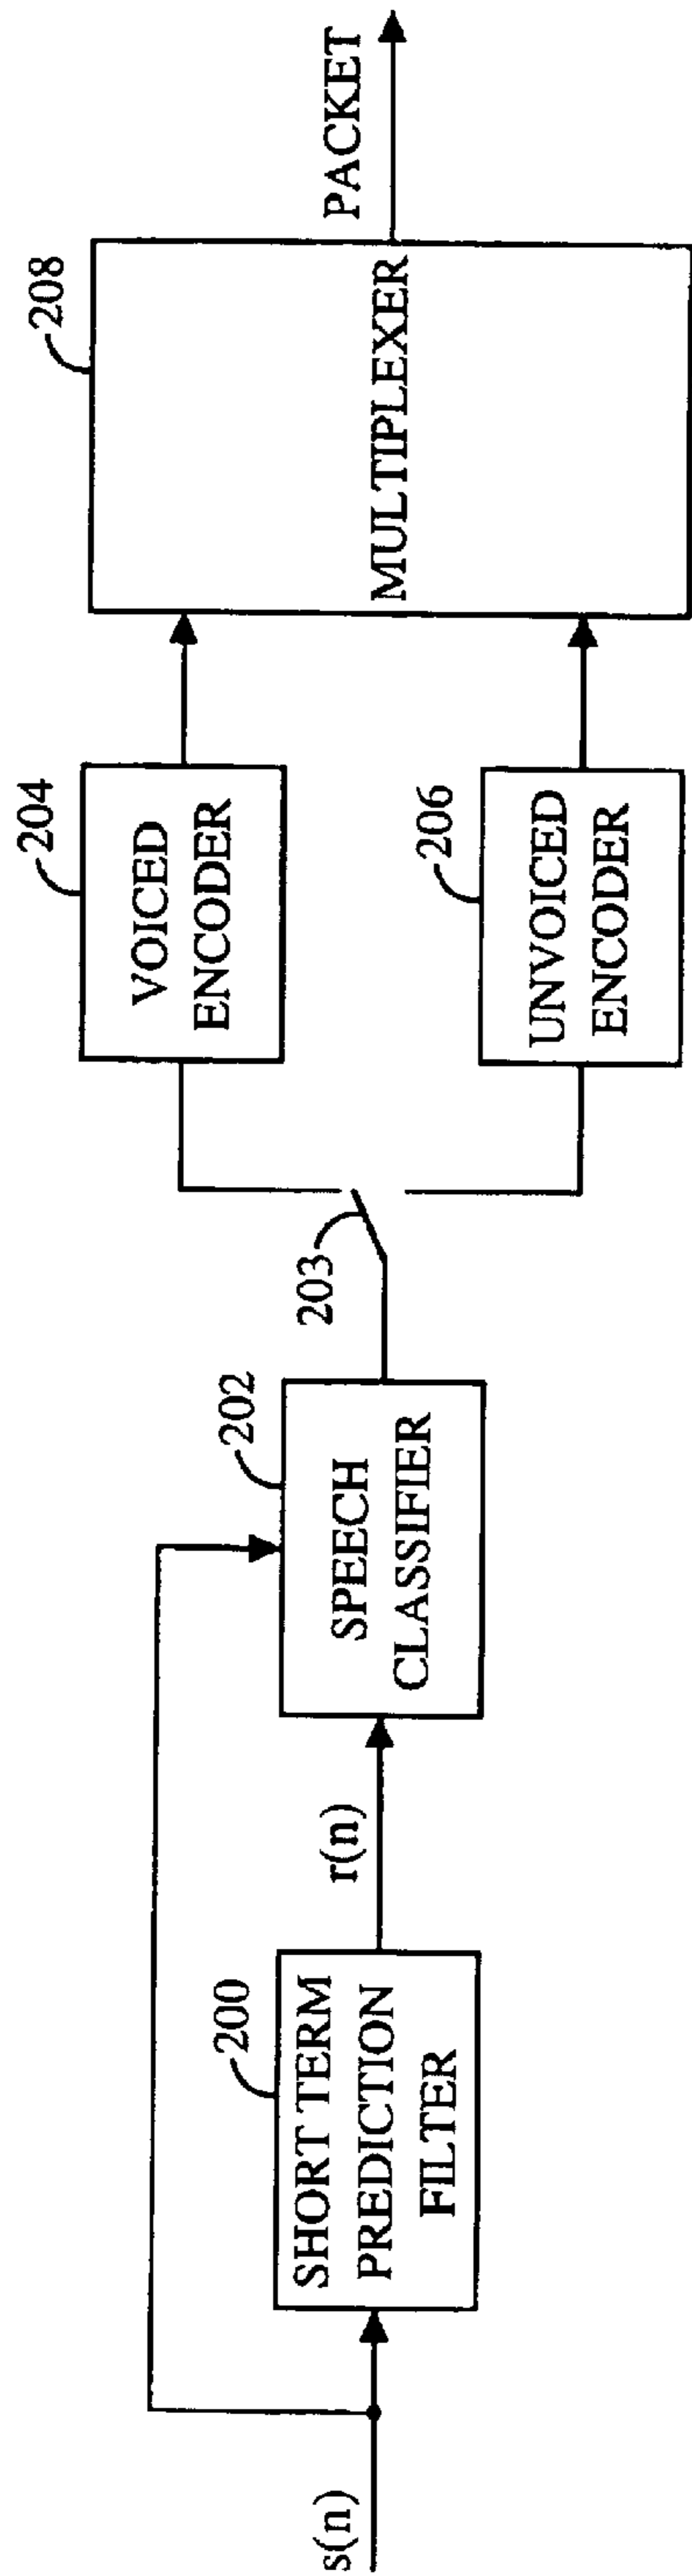 s(n)
200
SHORT TERM
PREDICTION
FILTER
r(n)
202
SPEECH
CLASSIFIER
203
204
VOICED
ENCODER
206
UNVOICED
ENCODER
208
MULTIPLEXER
PACKET